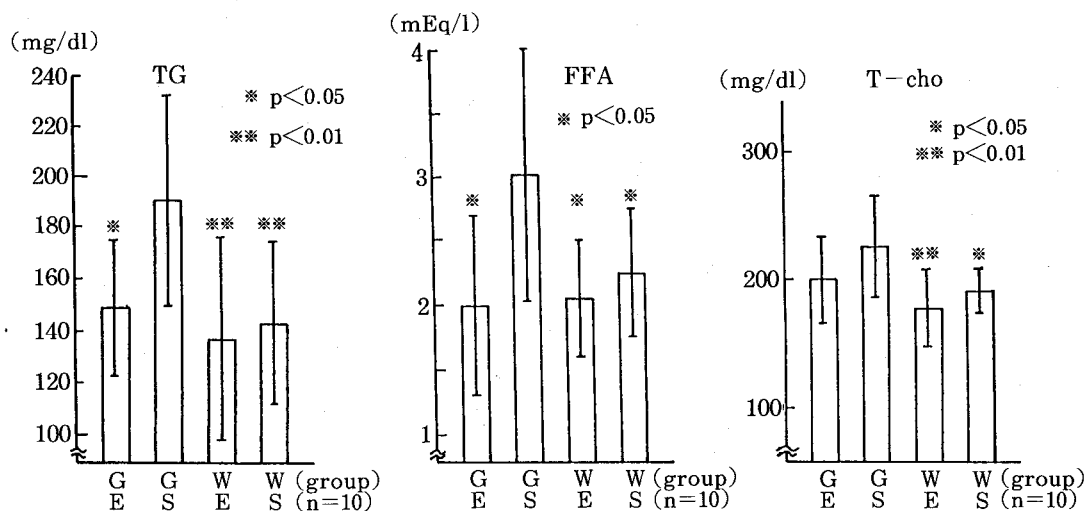 (mg/dl)
TG
※ p<0.05
※※ p<0.01
240
220
200
180
160
140
120
100
※
※※
※※
G G W W (group)
E S E S (n=10)
(mEq/l)
FFA
※ p<0.05
4
3
2
1
※
※
※
G G W W (group)
E S E S (n=10)
(mg/dl)
T-cho
※ p<0.05
※※ p<0.01
200
200
100
※※
※
G G W W (group)
E S E S (n=10)